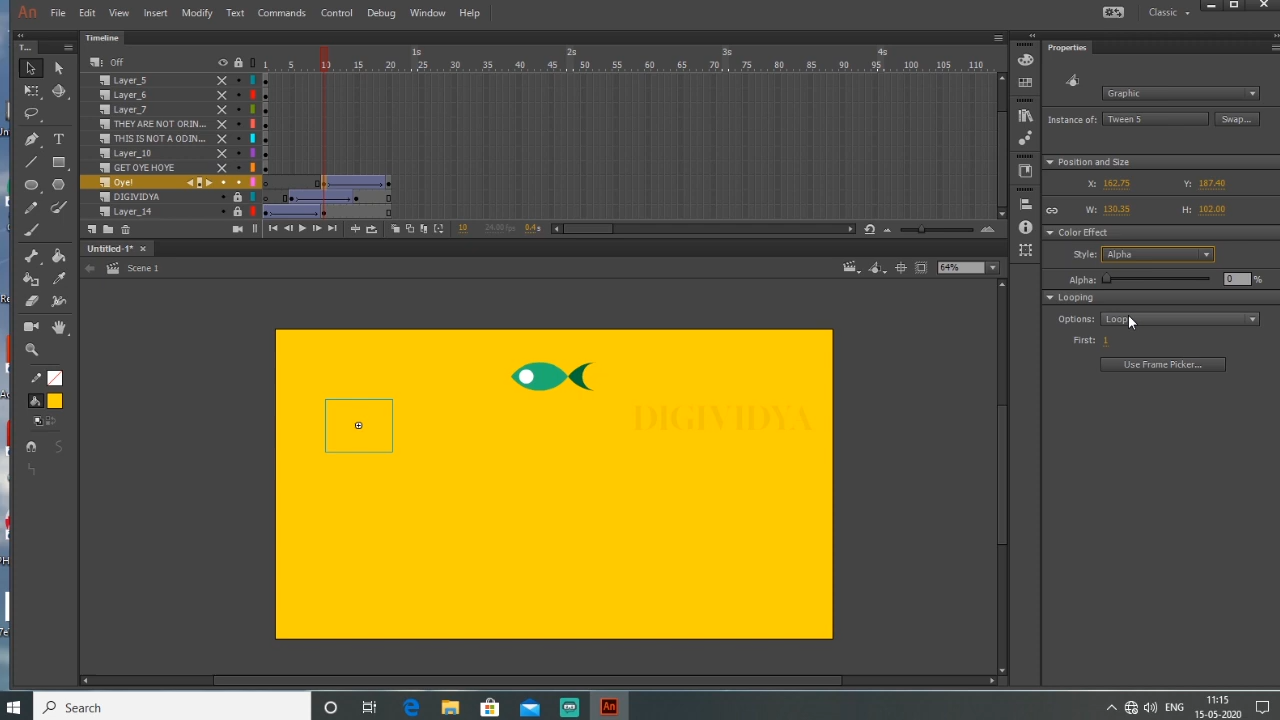 An File Edit View Insert Modify Text Commands Control Debug Window Help Classic
T... Timeline Properties
1s 2s 3s 4s
Off 1 5 10 15 20 25 30 35 40 45 50 55 60 65 70 75 80 85 90 95 100 105 110
Layer_5
Layer_6
Layer_7
THEY ARE NOT ORIN...
THIS IS NOT A ODIN...
Layer_10
GET OYE HOYE
Oye!
DIGIVIDYA
Layer_14
10 24.00 fps 0.4s
Graphic
Instance of: Tween 5 Swap...
Position and Size
X: 162.75 Y: 187.40
W: 130.35 H: 102.00
Color Effect
Style: Alpha
Alpha: 0 %
Looping
Options: Loop
First: 1
Use Frame Picker...
Untitled-1* ×
Scene 1 64%
DIGIVIDYA
Search An ENG 11:15
15-05-2020